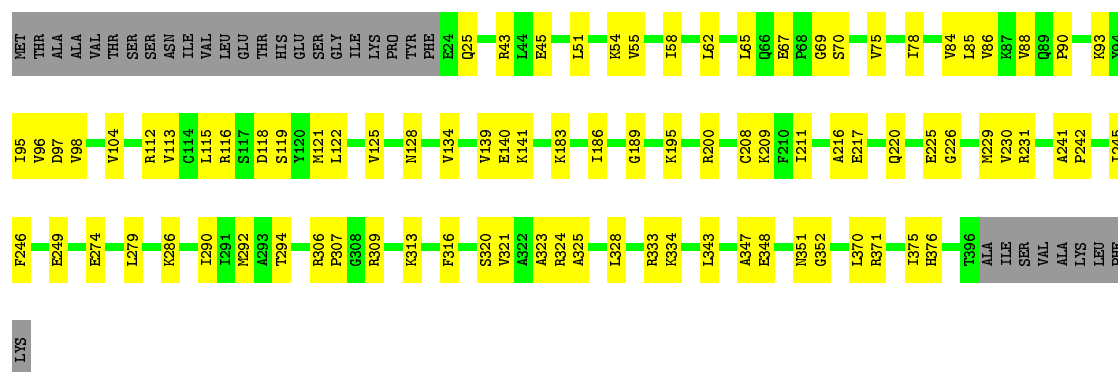 MET THR ALA ALA VAL THR SER SER ASN ILE VAL LEU GLU THR HIS GLU SER GLY ILE LYS PRO TYR PHE E24 Q25 R43 L44 E45 L51 K54 V55 I58 L62 L65 Q66 E67 P68 G69 S70 V75 I78 V84 L85 V86 K87 V88 Q89 P90 K93 Y94
I95 V96 D97 V98 V104 R112 V113 C114 L115 R116 S117 D118 S119 Y120 M121 L122 V125 N128 V134 V139 E140 K141 K183 I186 G189 K195 R200 C208 K209 F210 I211 A216 E217 Q220 E225 G226 M229 V230 R231 A241 P242 I245
F246 E249 E274 L279 K286 I290 I291 M292 A293 T294 R306 P307 G308 R309 K313 F316 S320 V321 A322 A323 R324 A325 L328 R333 K334 L343 A347 E348 N351 G352 L370 R371 I375 H376 T396 ALA ILE SER VAL ALA LYS LEU PHE
LYS